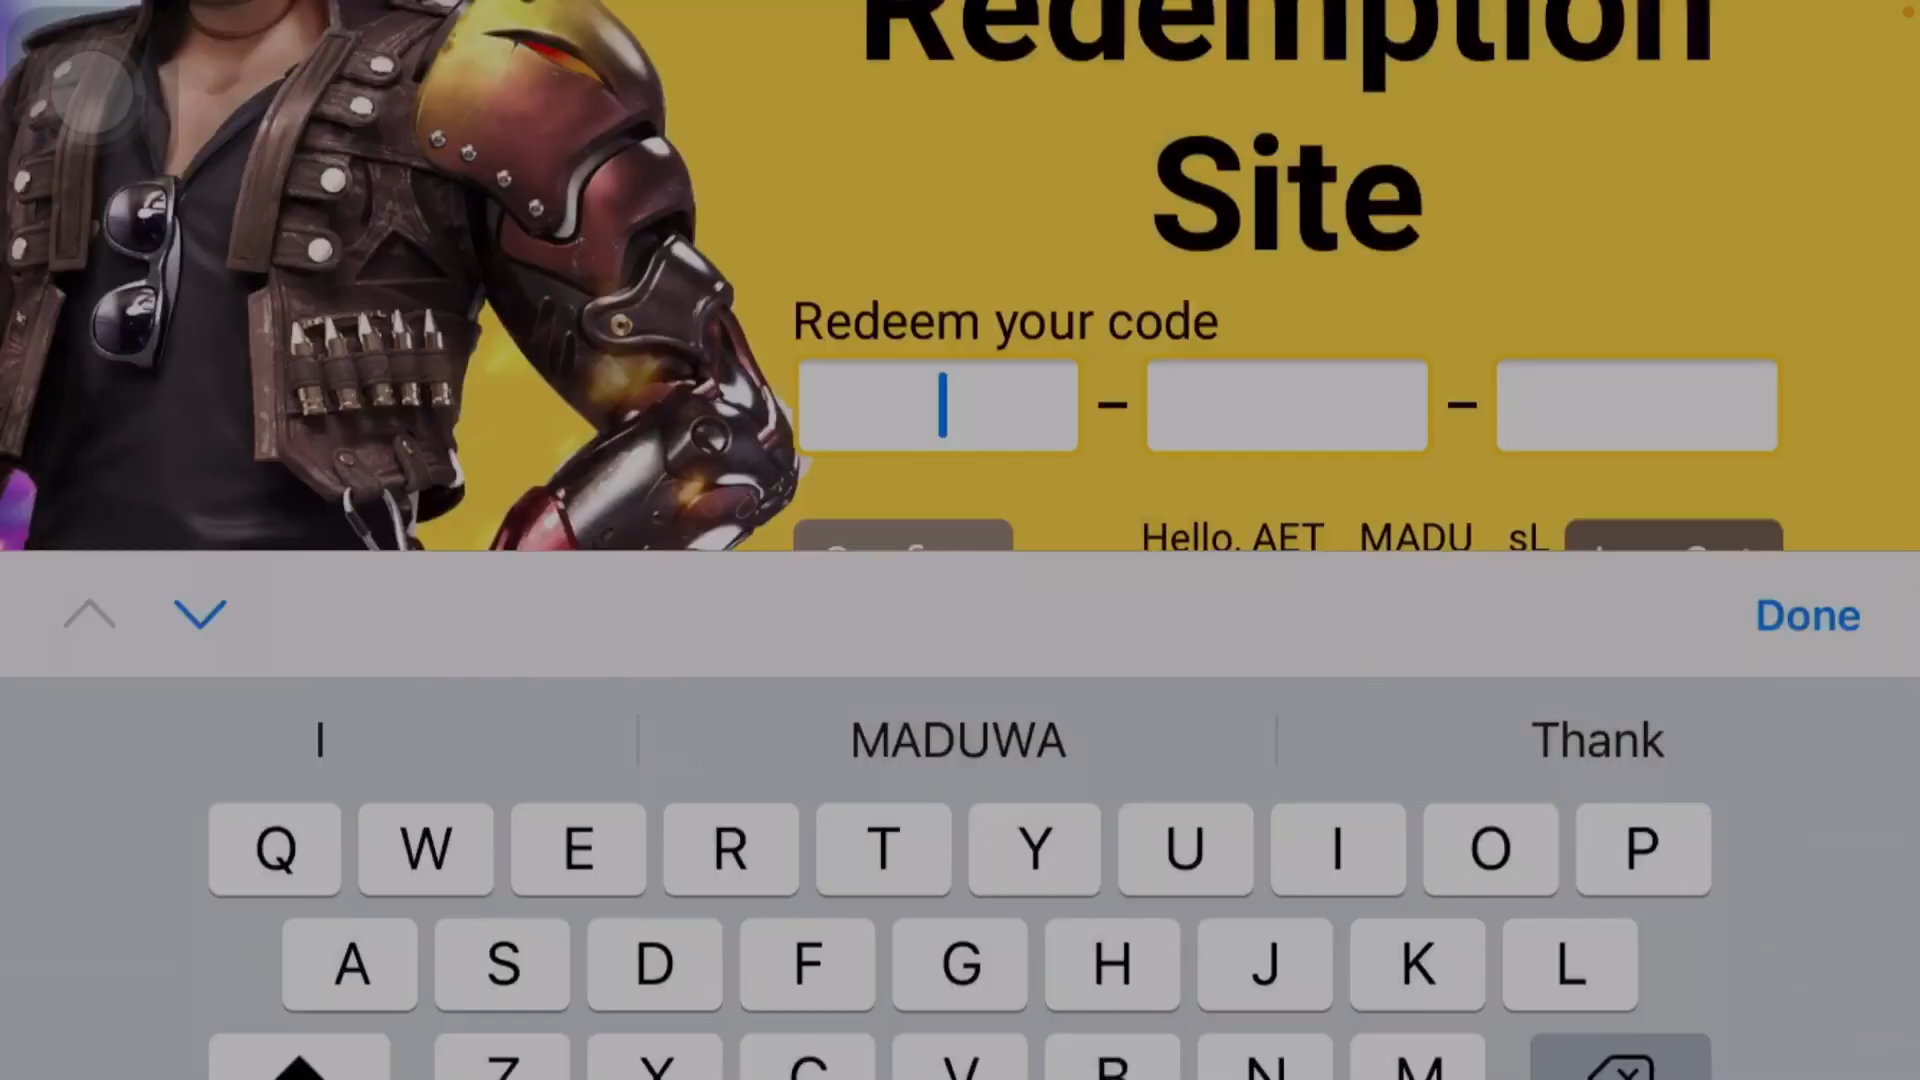 Redemption
Site
Redeem your code
– –
Hello, AET MADU sL
Done
I MADUWA Thank
Q W E R T Y U I O P
A S D F G H J K L
Z X C V B N M